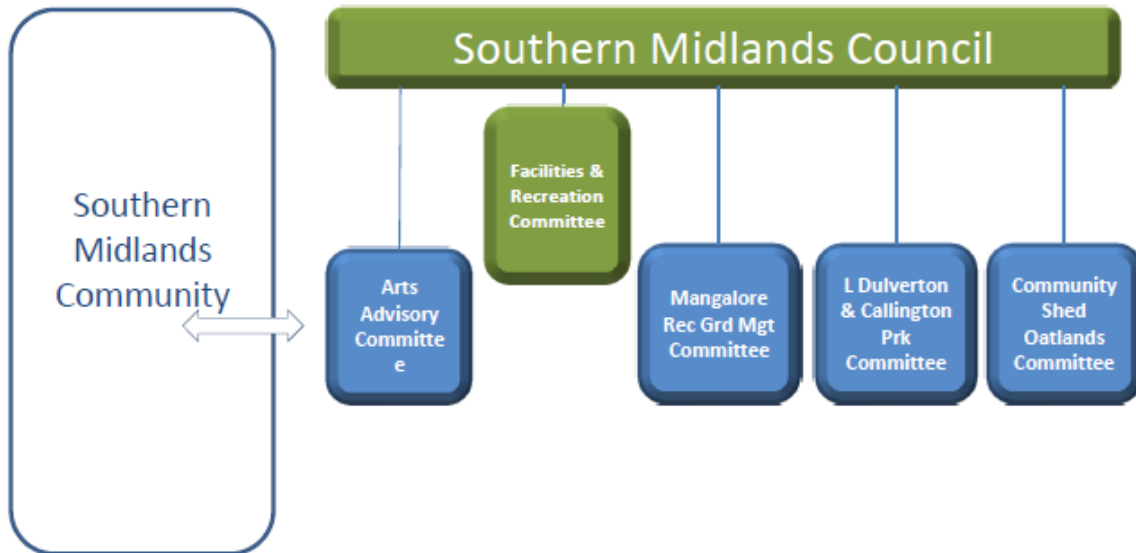 Southern Midlands Council
Southern
Midlands
Community
Facilities &
Recreation
Committee
Arts
Advisory
Committe
e
Mangalore
Rec Grd Mgt
Committee
L Dulverton
& Callington
Prk
Committee
Community
Shed
Oatlands
Committee